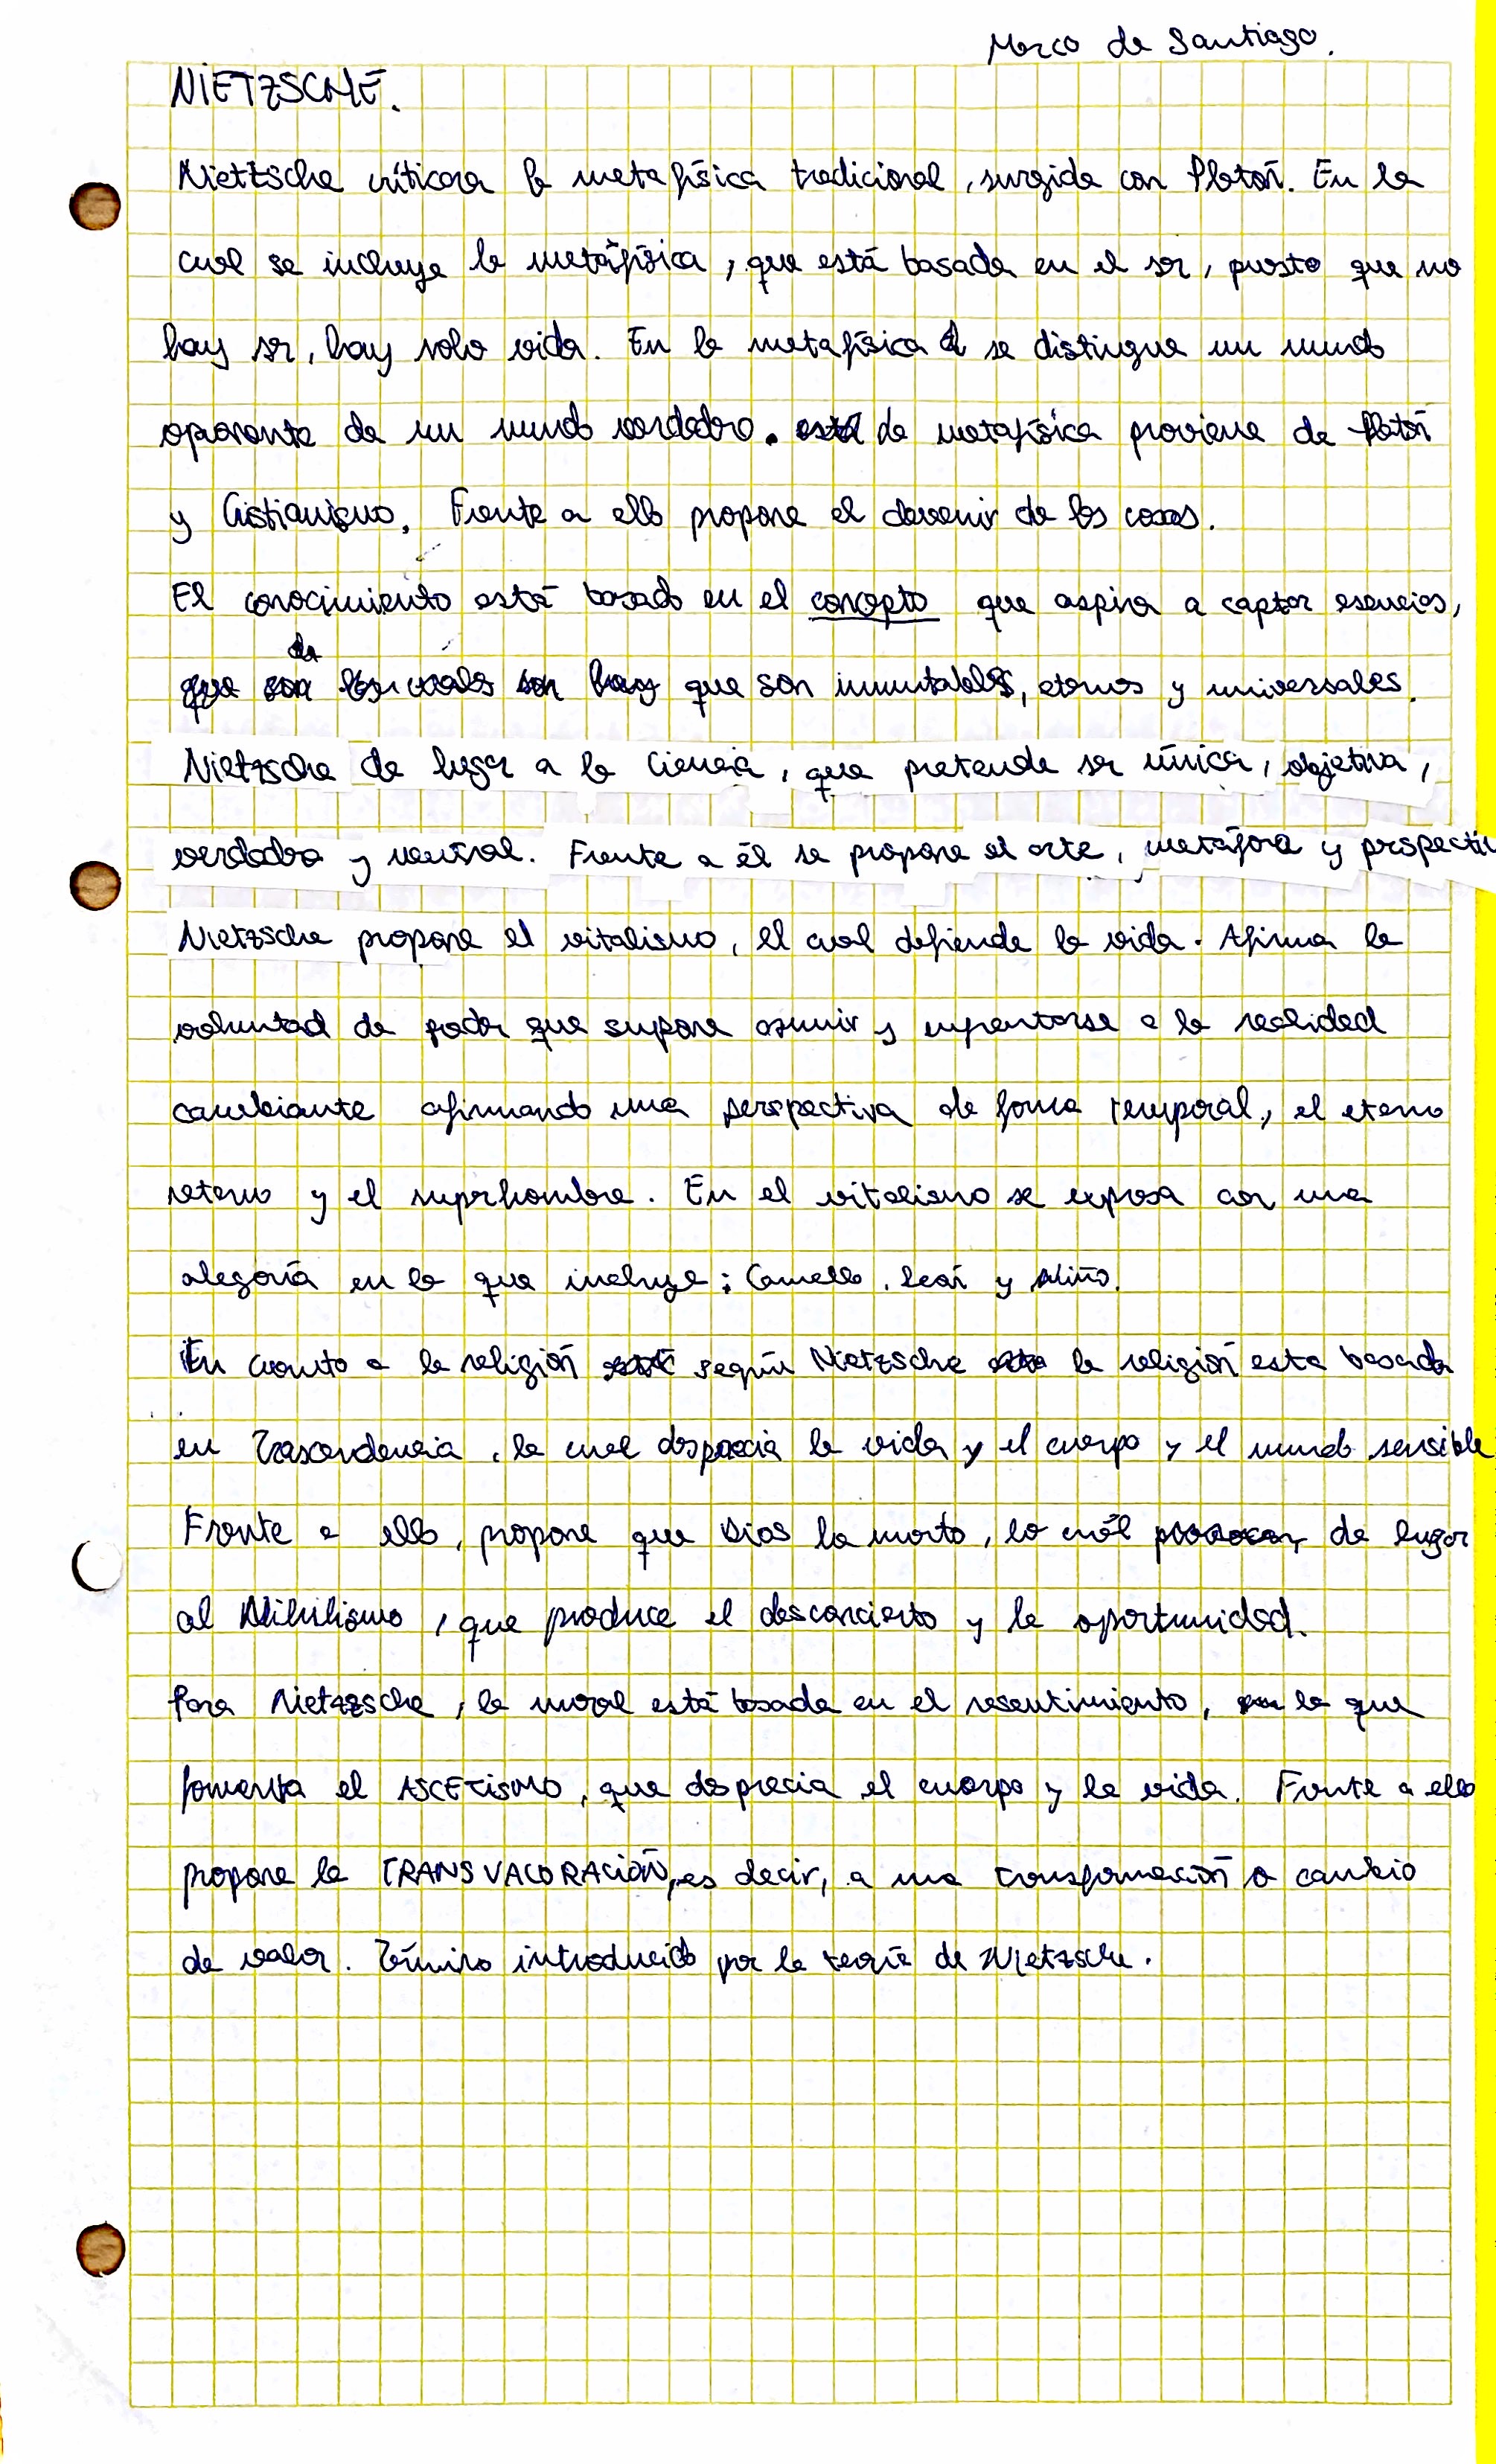 Marco de Santiago.
NIETZSCHE.
Nietzsche criticara la metafísica tradicional, surgida con Platón. En la
cual se incluye la metáfísica, que está basada en el ser, puesto que no
hay ser, hay solo vida. En la metafísica se distingue un mundo
aparente de un mundo verdadero. de metafísica proviene de Platón
y Cristianismo. Frente a ello propone el devenir de las cosas.
El conocimiento está basado en el concepto que aspira a captar esencias,
de las cuales hay que son inmutables, eternos y universales.
Nietzsche da lugar a la Ciencia, que pretende ser única, objetiva,
verdadera y neutral. Frente a él se propone el arte, metáfora y perspectiv
Nietzsche propone el vitalismo, el cual defiende la vida. Afirma la
voluntad de poder que supone asumir y enfrentarse a la realidad
cambiante afirmando una perspectiva de forma temporal, el eterno
retorno y el superhombre. En el vitalismo se expresa con una
alegoría en la que incluye: Camello, león y niño.
En cuanto a la religión según Nietzsche la religión esta basada
en Trascendencia, la cual desprecia la vida y el cuerpo y el mundo sensible
Frente a ello, propone que Dios ha muerto, lo cuál da lugar
al Nihilismo, que produce el desconcierto y la oportunidad.
Para Nietzsche, la moral está basada en el resentimiento, la que
fomenta el ASCETISMO, que desprecia el cuerpo y la vida. Frente a ello
propone la TRANSVALORACIÓN, es decir, a una transformación o cambio
de valor. Término introducido por la teoría de Nietzsche.